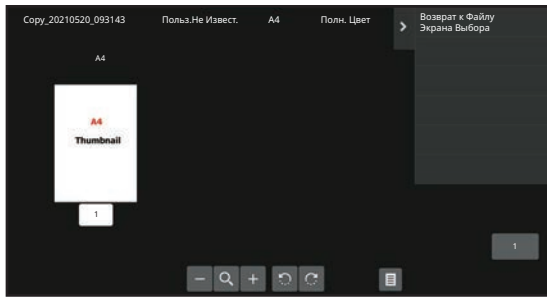 Copy_20210520_093143 Польз.Не Извест. A4 Полн. Цвет
Возврат к Файлу
Экрана Выбора
A4
A4
Thumbnail
1
1